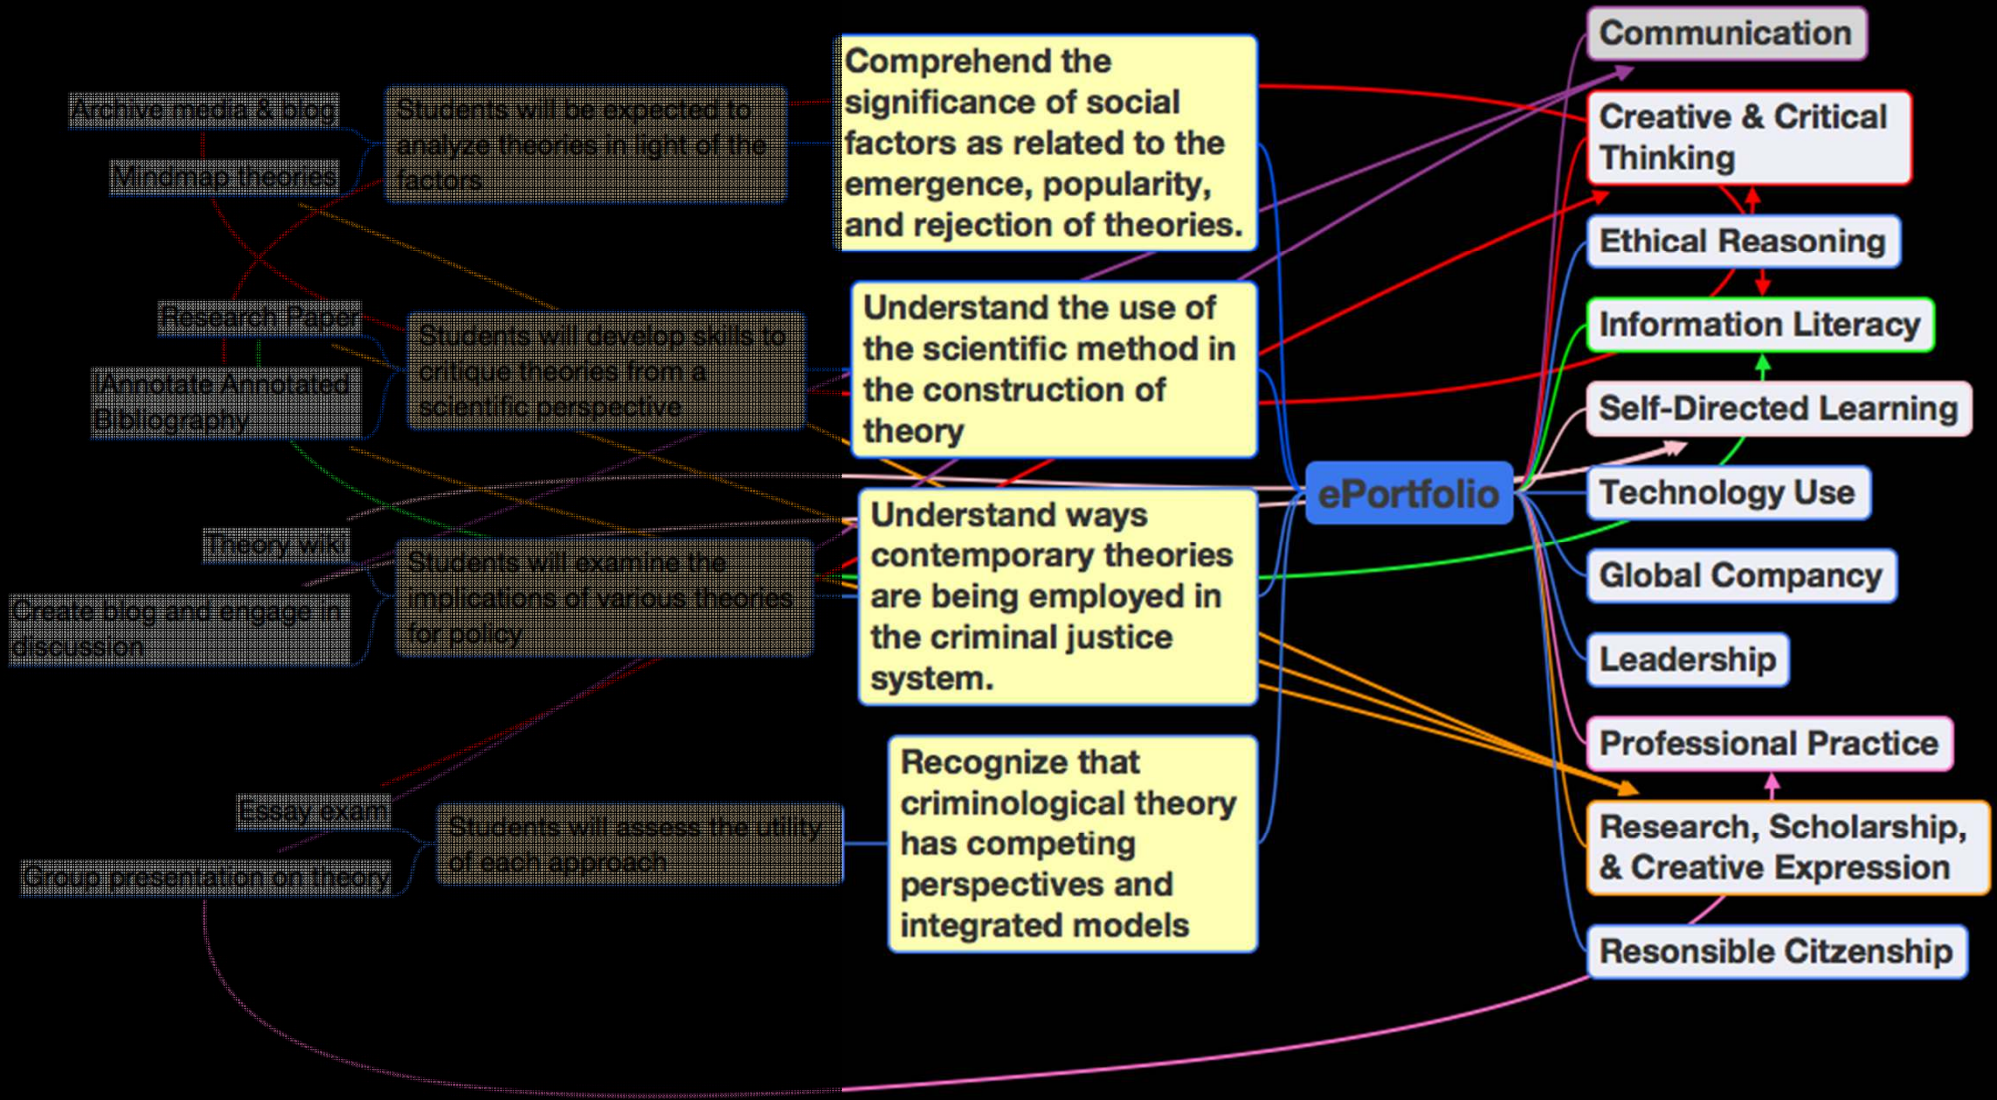 Archive media & blog
Mindmap theories
Students will be expected to
analyze theories in light of the
factors
Comprehend the
significance of social
factors as related to the
emergence, popularity,
and rejection of theories.
Research Paper
Annotate Annotated
Bibliography
Students will develop skills to
critique theories from a
scientific perspective
Understand the use of
the scientific method in
the construction of
theory
Theory wiki
Create blog and engage in
discussion
Students will examine the
implications of various theories
for policy
Understand ways
contemporary theories
are being employed in
the criminal justice
system.
Essay exam
Group presentation on theory
Students will assess the utility
of each approach
Recognize that
criminological theory
has competing
perspectives and
integrated models
ePortfolio
Communication
Creative & Critical
Thinking
Ethical Reasoning
Information Literacy
Self-Directed Learning
Technology Use
Global Compancy
Leadership
Professional Practice
Research, Scholarship,
& Creative Expression
Resonsible Citzenship